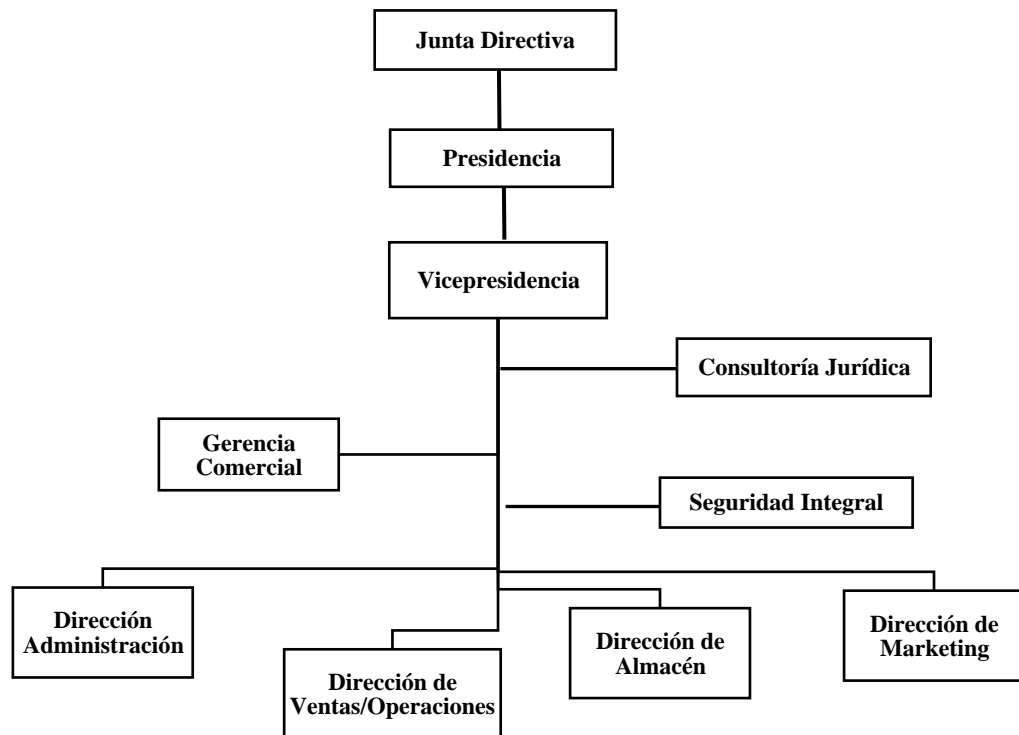 Junta Directiva
Presidencia
Vicepresidencia
Consultoría Jurídica
Gerencia
Comercial
Seguridad Integral
Dirección
Administración
Dirección de
Ventas/Operaciones
Dirección de
Almacén
Dirección de
Marketing